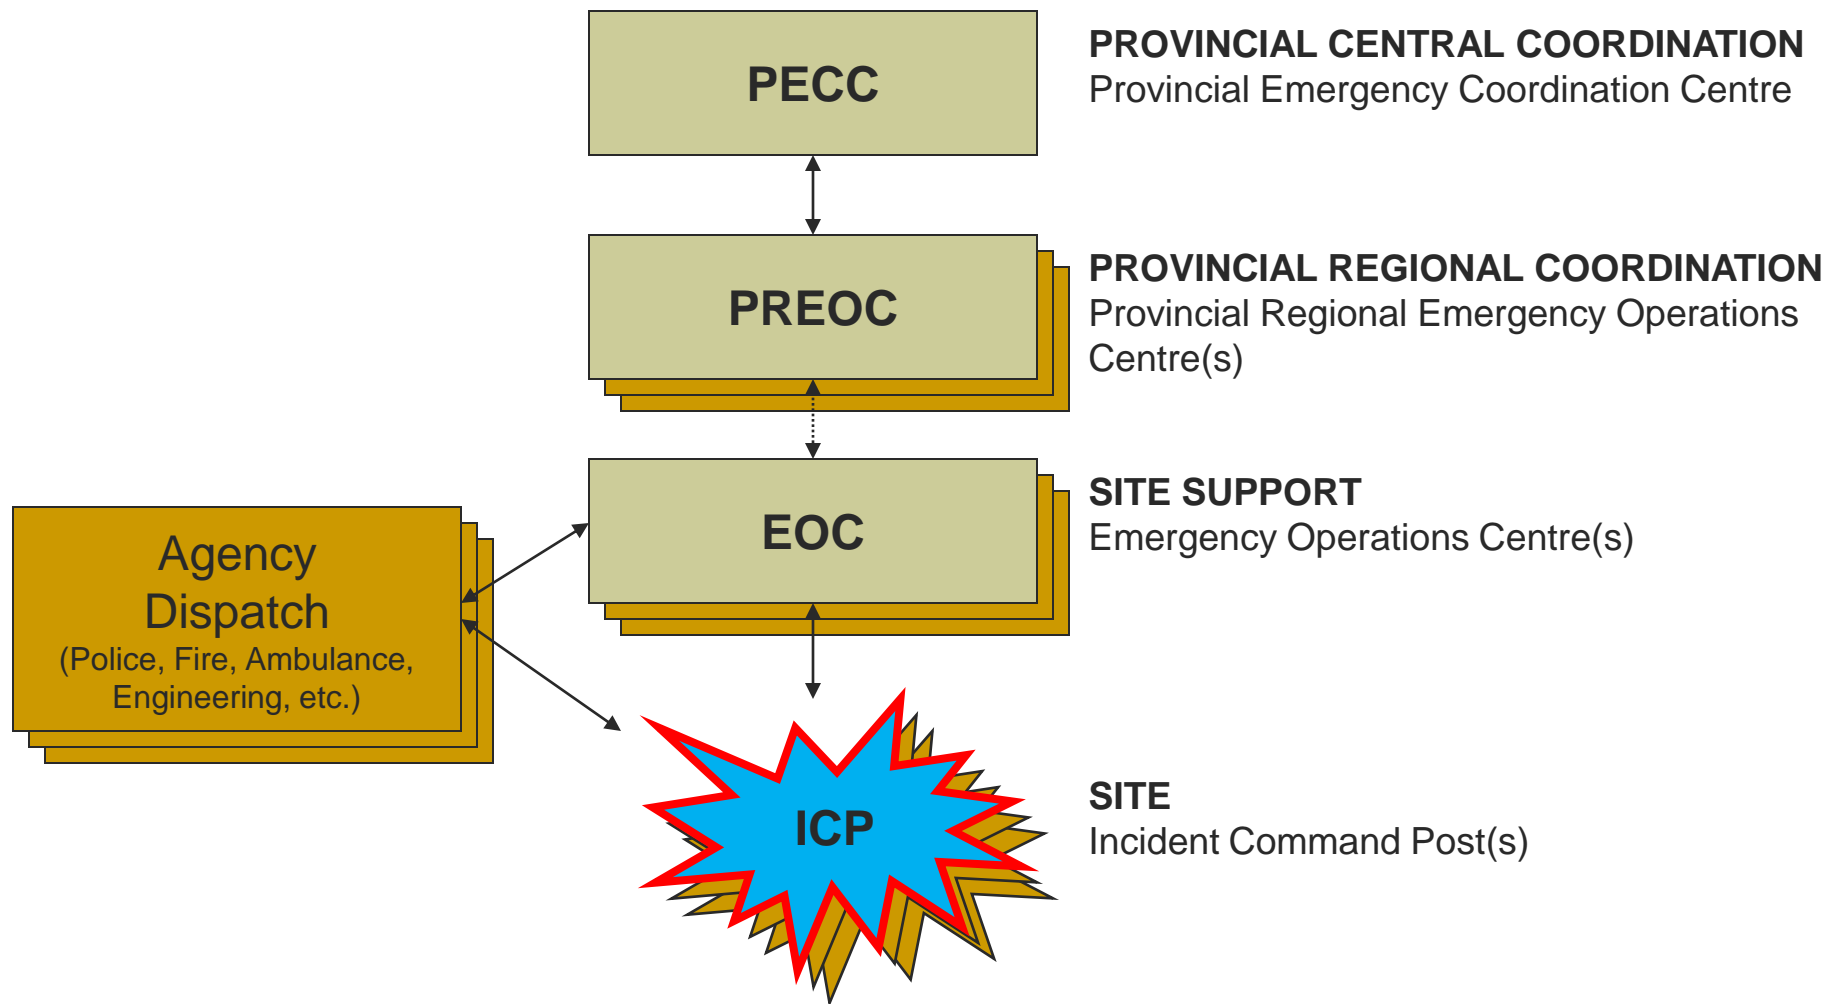 PECC
PROVINCIAL CENTRAL COORDINATION
Provincial Emergency Coordination Centre
PREOC
PROVINCIAL REGIONAL COORDINATION
Provincial Regional Emergency Operations
Centre(s)
EOC
SITE SUPPORT
Emergency Operations Centre(s)
Agency
Dispatch
(Police, Fire, Ambulance,
Engineering, etc.)
ICP
SITE
Incident Command Post(s)